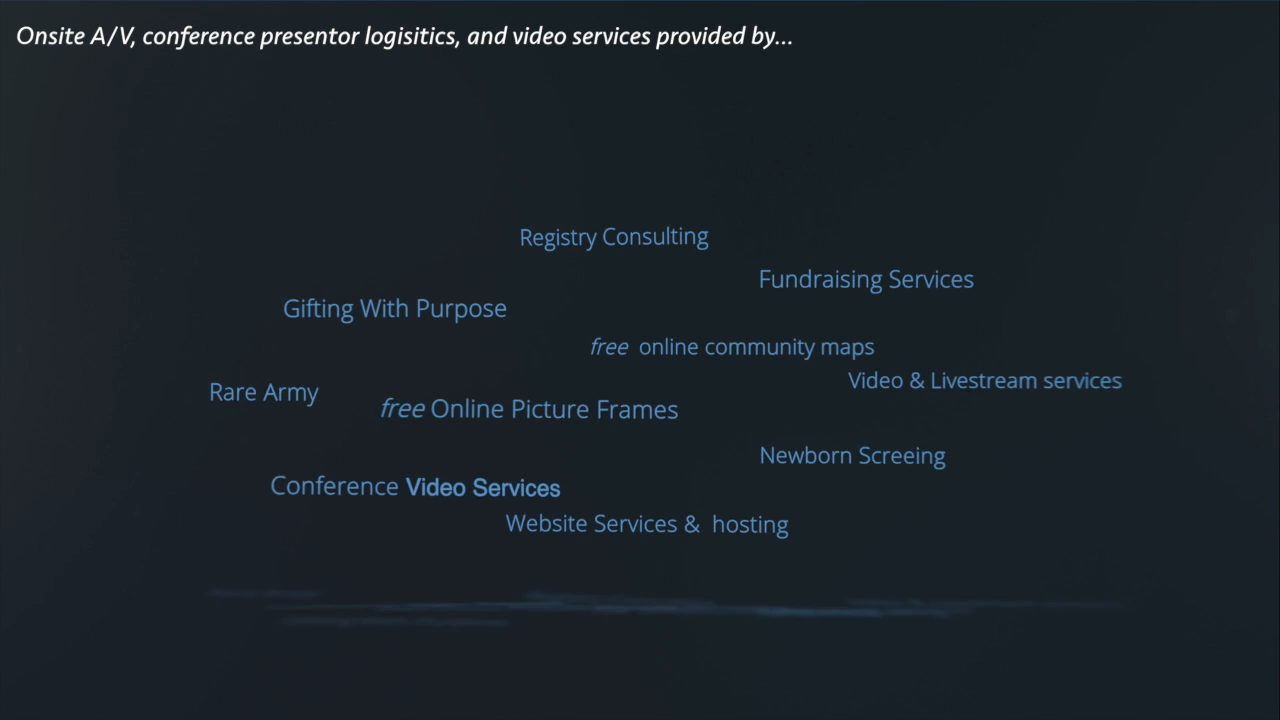 Onsite A/V, conference presentor logisitics, and video services provided by...
Registry Consulting
Fundraising Services
Gifting With Purpose
free online community maps
Video & Livestream services
Rare Army
free Online Picture Frames
Newborn Screeing
Conference Video Services
Website Services & hosting